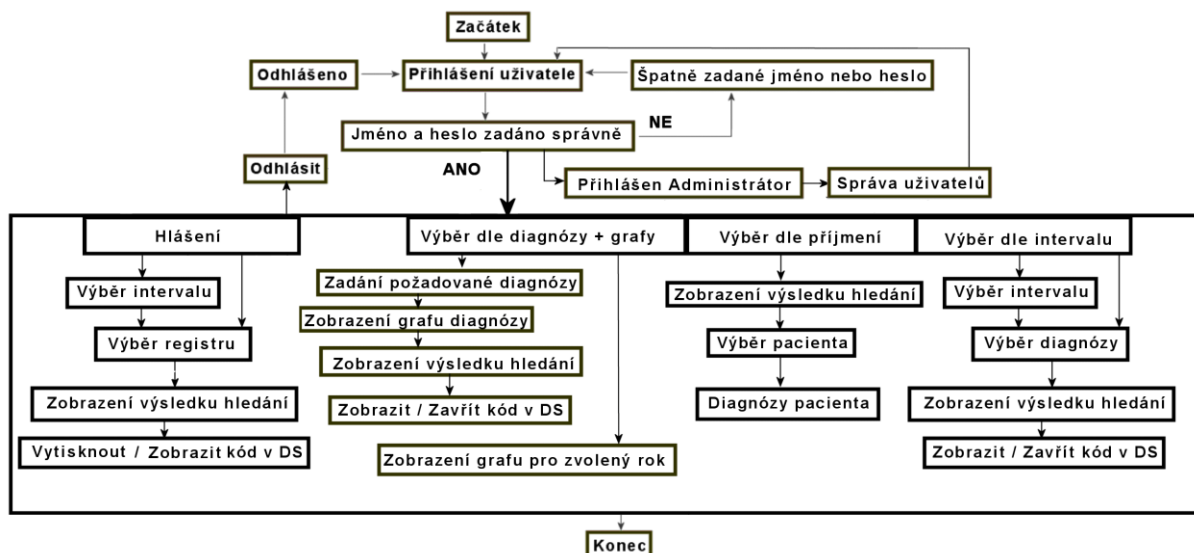 Začátek
Odhlášeno
Přihlášení uživatele
Špatně zadané jméno nebo heslo
Jméno a heslo zadáno správně
NE
Odhlásit
ANO
Přihlášen Administrátor
Správa uživatelů
Hlášení
Výběr dle diagnózy + grafy
Výběr dle příjmení
Výběr dle intervalu
Výběr intervalu
Výběr registru
Zobrazení výsledku hledání
Vytisknout / Zobrazit kód v DS
Zadání požadované diagnózy
Zobrazení grafu diagnózy
Zobrazení výsledku hledání
Zobrazit / Zavřít kód v DS
Zobrazení grafu pro zvolený rok
Zobrazení výsledku hledání
Výběr pacienta
Diagnózy pacienta
Výběr intervalu
Výběr diagnózy
Zobrazení výsledku hledání
Zobrazit / Zavřít kód v DS
Konec